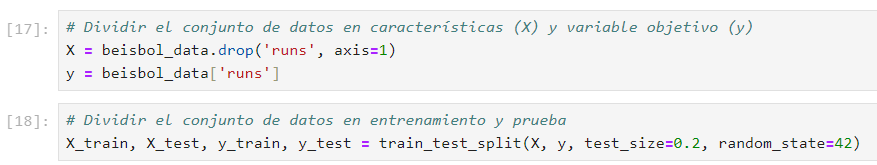 [17]: # Dividir el conjunto de datos en características (X) y variable objetivo (y)
X = beisbol_data.drop('runs', axis=1)
y = beisbol_data['runs']
[18]: # Dividir el conjunto de datos en entrenamiento y prueba
X_train, X_test, y_train, y_test = train_test_split(X, y, test_size=0.2, random_state=42)